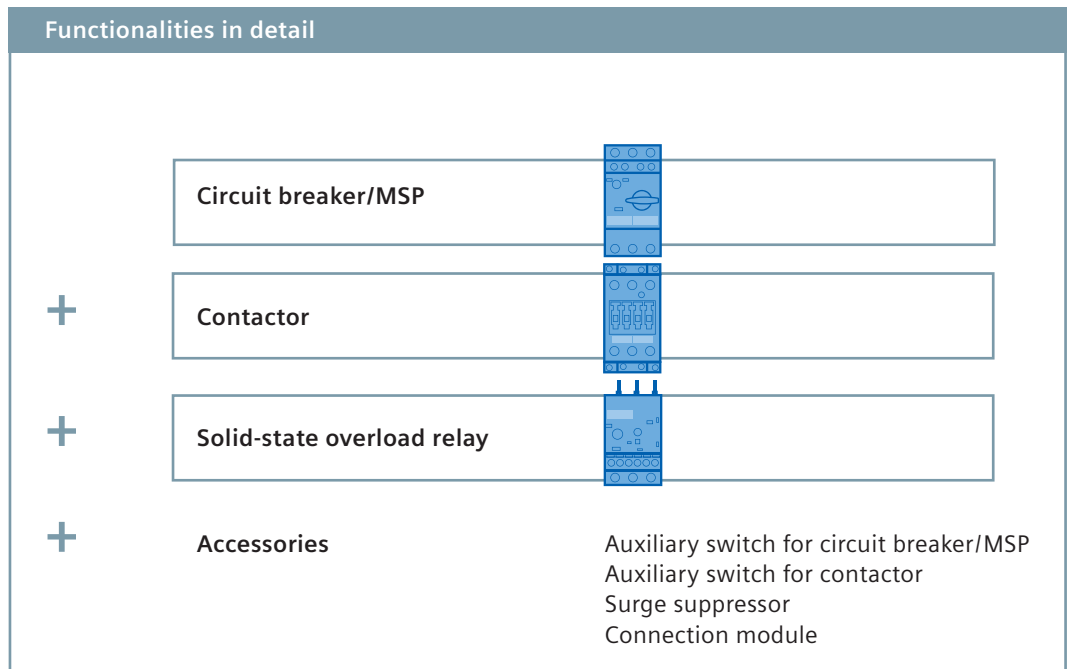 Functionalities in detail
Circuit breaker/MSP
+ Contactor
+ Solid-state overload relay
+ Accessories
Auxiliary switch for circuit breaker/MSP
Auxiliary switch for contactor
Surge suppressor
Connection module